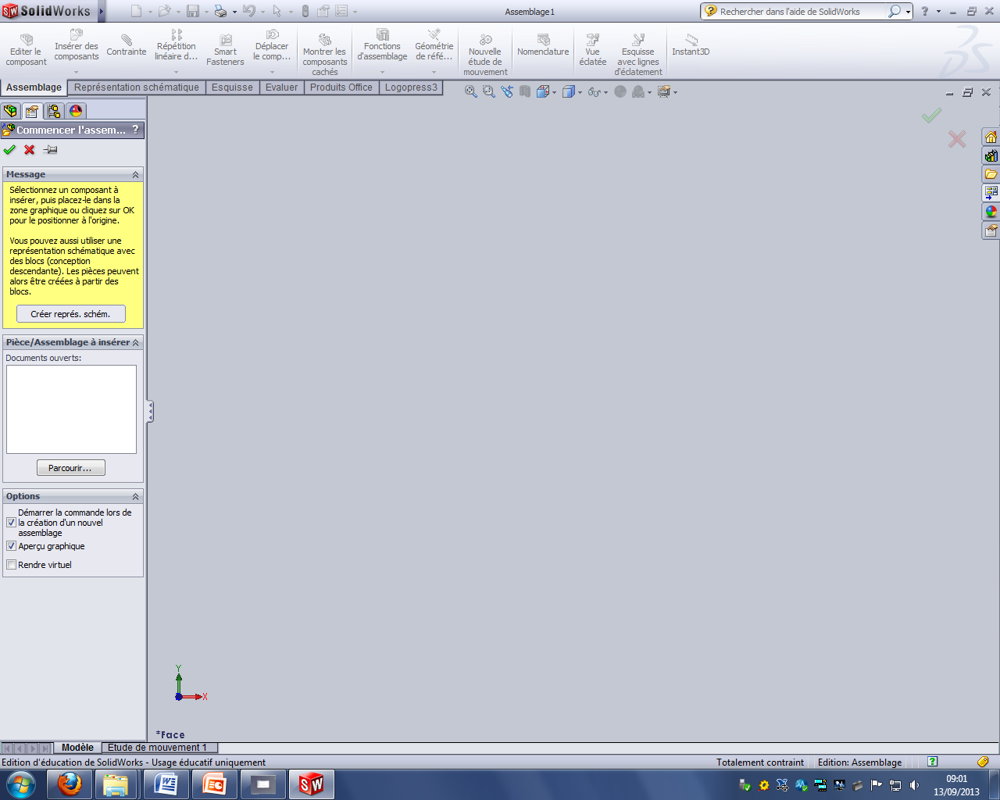 SolidWorks
Assemblage1
Rechercher dans l'aide de SolidWorks
Editer le composant
Insérer des composants
Contrainte
Répétition linéaire d...
Smart Fasteners
Déplacer le comp...
Montrer les composants cachés
Fonctions d'assemblage
Géométrie de réfé...
Nouvelle étude de mouvement
Nomenclature
Vue éclatée
Esquisse avec lignes d'éclatement
Instant3D
Assemblage
Représentation schématique
Esquisse
Evaluer
Produits Office
Logopress3
Commencer l'assem... ?
Message
Sélectionnez un composant à
insérer, puis placez-le dans la
zone graphique ou cliquez sur OK
pour le positionner à l'origine.
Vous pouvez aussi utiliser une
représentation schématique avec
des blocs (conception
descendante). Les pièces peuvent
alors être créées à partir des
blocs.
Créer représ. schém.
Pièce/Assemblage à insérer
Documents ouverts:
Parcourir...
Options
Démarrer la commande lors de
la création d'un nouvel
assemblage
Aperçu graphique
Rendre virtuel
Y
X
*Face
Modèle
Etude de mouvement 1
Edition d'éducation de SolidWorks - Usage éducatif uniquement
Totalement contraint
Edition: Assemblage
09:01
13/09/2013